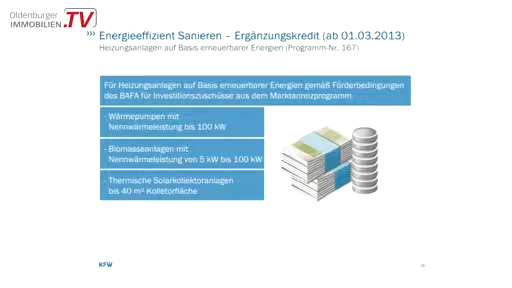 Oldenburger
IMMOBILIEN.TV
››› Energieeffizient Sanieren – Ergänzungskredit (ab 01.03.2013)
Heizungsanlagen auf Basis erneuerbarer Energien (Programm-Nr. 167)
Für Heizungsanlagen auf Basis erneuerbarer Energien gemäß Förderbedingungen
des BAFA für Investitionszuschüsse aus dem Marktanreizprogramm
- Wärmepumpen mit
Nennwärmeleistung bis 100 kW
- Biomasseanlagen mit
Nennwärmeleistung von 5 kW bis 100 kW
- Thermische Solarkollektoranlagen
bis 40 m² Kolletorfläche
KFW